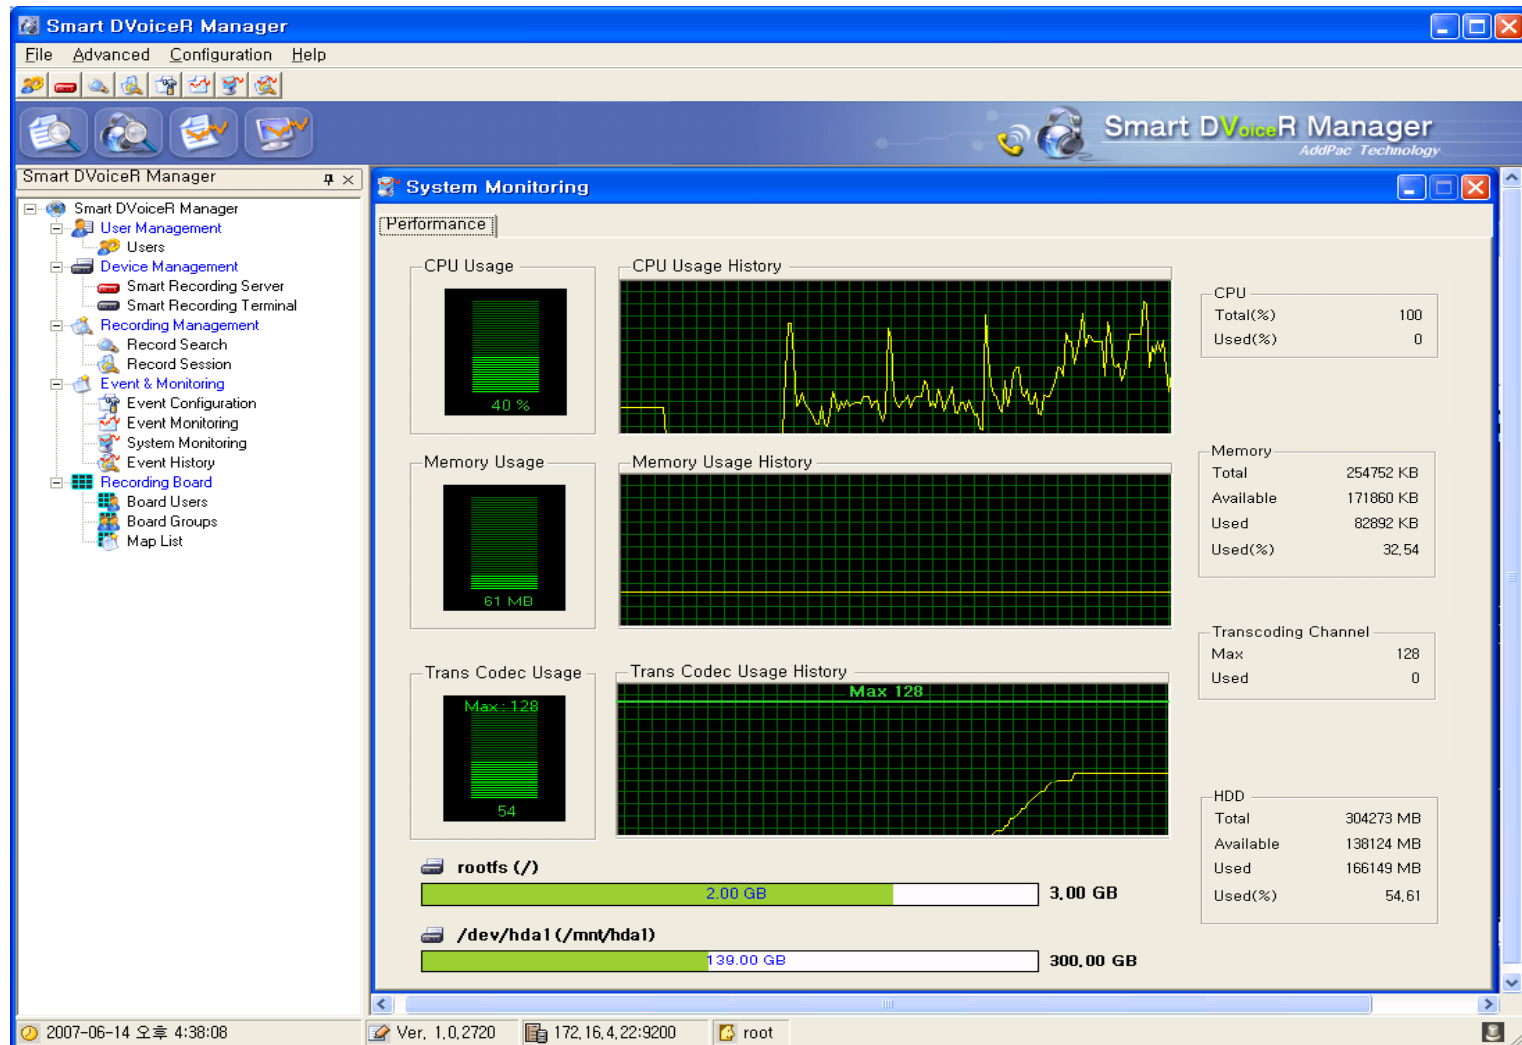 Smart DVoiceR Manager
File Advanced Configuration Help
Smart DVoiceR Manager
AddPac Technology
Smart DVoiceR Manager
Smart DVoiceR Manager
User Management
Users
Device Management
Smart Recording Server
Smart Recording Terminal
Recording Management
Record Search
Record Session
Event & Monitoring
Event Configuration
Event Monitoring
System Monitoring
Event History
Recording Board
Board Users
Board Groups
Map List
System Monitoring
Performance
CPU Usage
40 %
CPU Usage History
CPU
Total(%) 100
Used(%) 0
Memory Usage
61 MB
Memory Usage History
Memory
Total 254752 KB
Available 171860 KB
Used 82892 KB
Used(%) 32,54
Trans Codec Usage
Max : 128
54
Trans Codec Usage History
Max 128
Transcoding Channel
Max 128
Used 0
HDD
Total 304273 MB
Available 138124 MB
Used 166149 MB
Used(%) 54,61
rootfs (/)
2.00 GB 3,00 GB
/dev/hda1 (/mnt/hda1)
139.00 GB 300,00 GB
2007-06-14 오후 4:38:08 Ver, 1,0,2720 172,16,4,22:9200 root